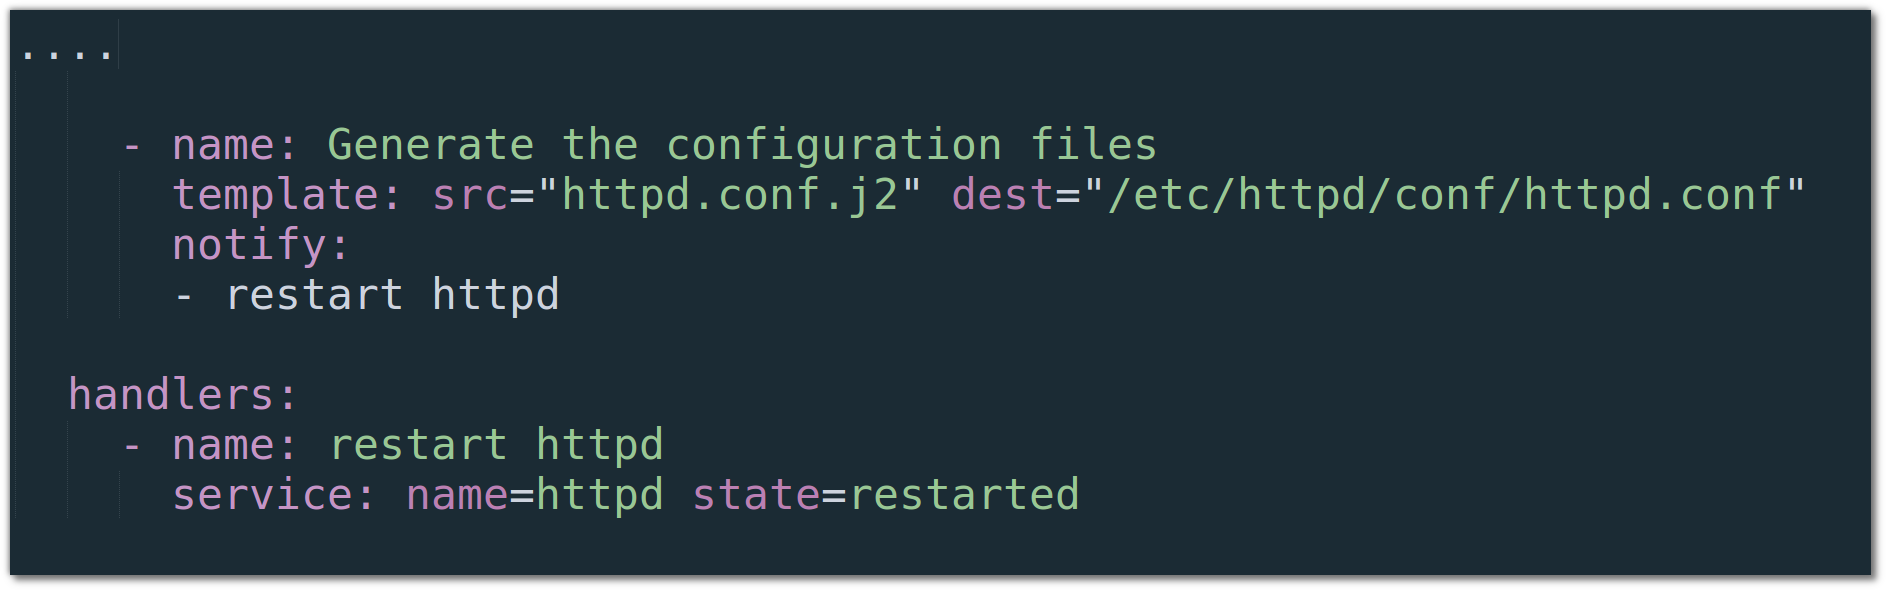 ....
- name: Generate the configuration files
template: src="httpd.conf.j2" dest="/etc/httpd/conf/httpd.conf"
notify:
- restart httpd
handlers:
- name: restart httpd
service: name=httpd state=restarted